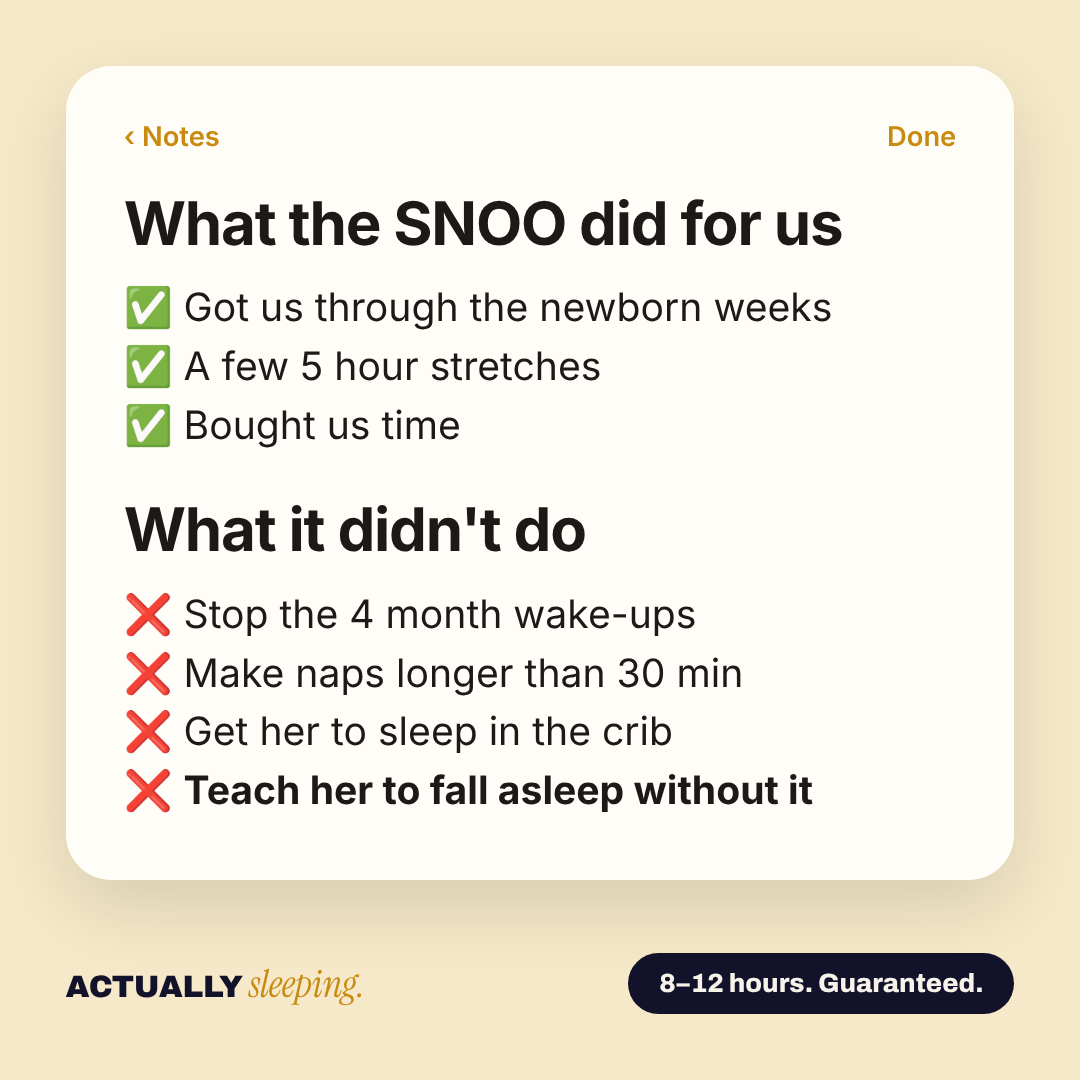 ‹ Notes
Done
What the SNOO did for us
✅ Got us through the newborn weeks
✅ A few 5 hour stretches
✅ Bought us time
What it didn't do
❌ Stop the 4 month wake-ups
❌ Make naps longer than 30 min
❌ Get her to sleep in the crib
❌ Teach her to fall asleep without it
ACTUALLY sleeping.
8–12 hours. Guaranteed.